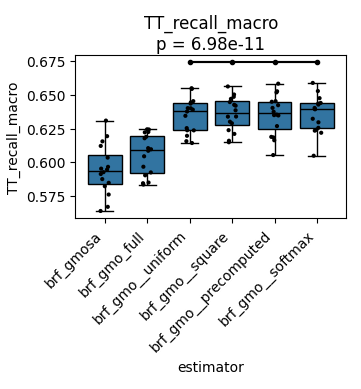 TT_recall_macro
p = 6.98e-11
TT_recall_macro
0.675
0.650
0.625
0.600
0.575
brf_gmosa
brf_gmo_full
brf_gmo__uniform
brf_gmo__square
brf_gmo__precomputed
brf_gmo__softmax
estimator